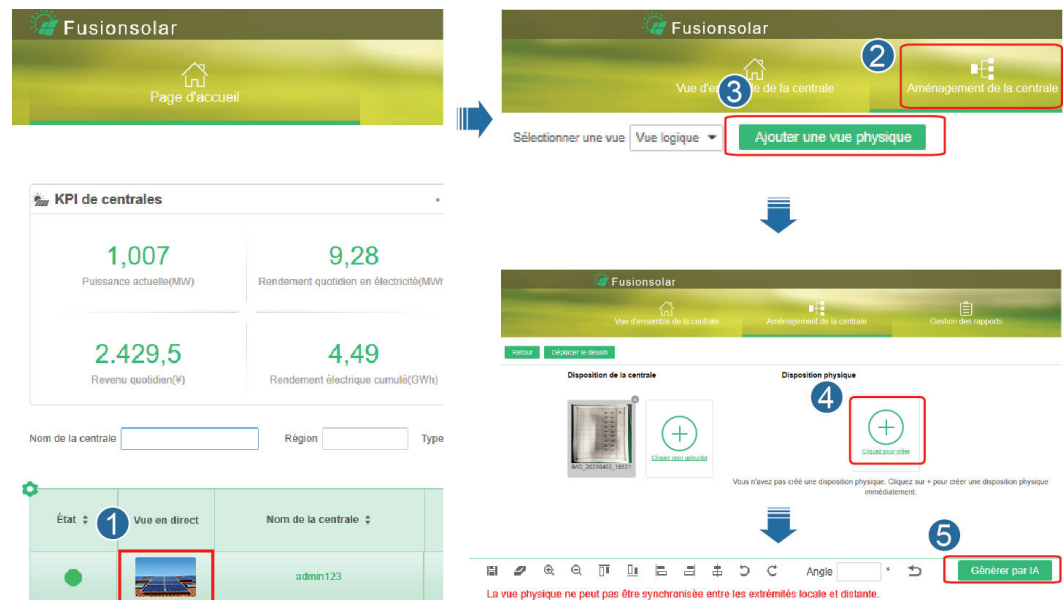 Fusionsolar
Page d'accueil
KPI de centrales
1,007
Puissance actuelle(MW)
9,28
Rendement quotidien en électricité(MWh
2.429,5
Revenu quotidien(¥)
4,49
Rendement électrique cumulé(GWh)
Nom de la centrale
Région
Type
État
1
Vue en direct
Nom de la centrale
admin123
Fusionsolar
2
Vue d'ensemble de la centrale
3
Aménagement de la centrale
Sélectionner une vue
Vue logique
Ajouter une vue physique
Fusionsolar
Vue d'ensemble de la centrale
Aménagement de la centrale
Gestion des rapports
Retour
Déplacer le dessin
Disposition de la centrale
Disposition physique
4
IMG_20200403_16521
Cliquez pour uploader
Cliquez pour créer
Vous n'avez pas créé une disposition physique. Cliquez sur + pour créer une disposition physique
immédiatement.
5
Angle
°
Générer par IA
La vue physique ne peut pas être synchronisée entre les extrémités locale et distante.